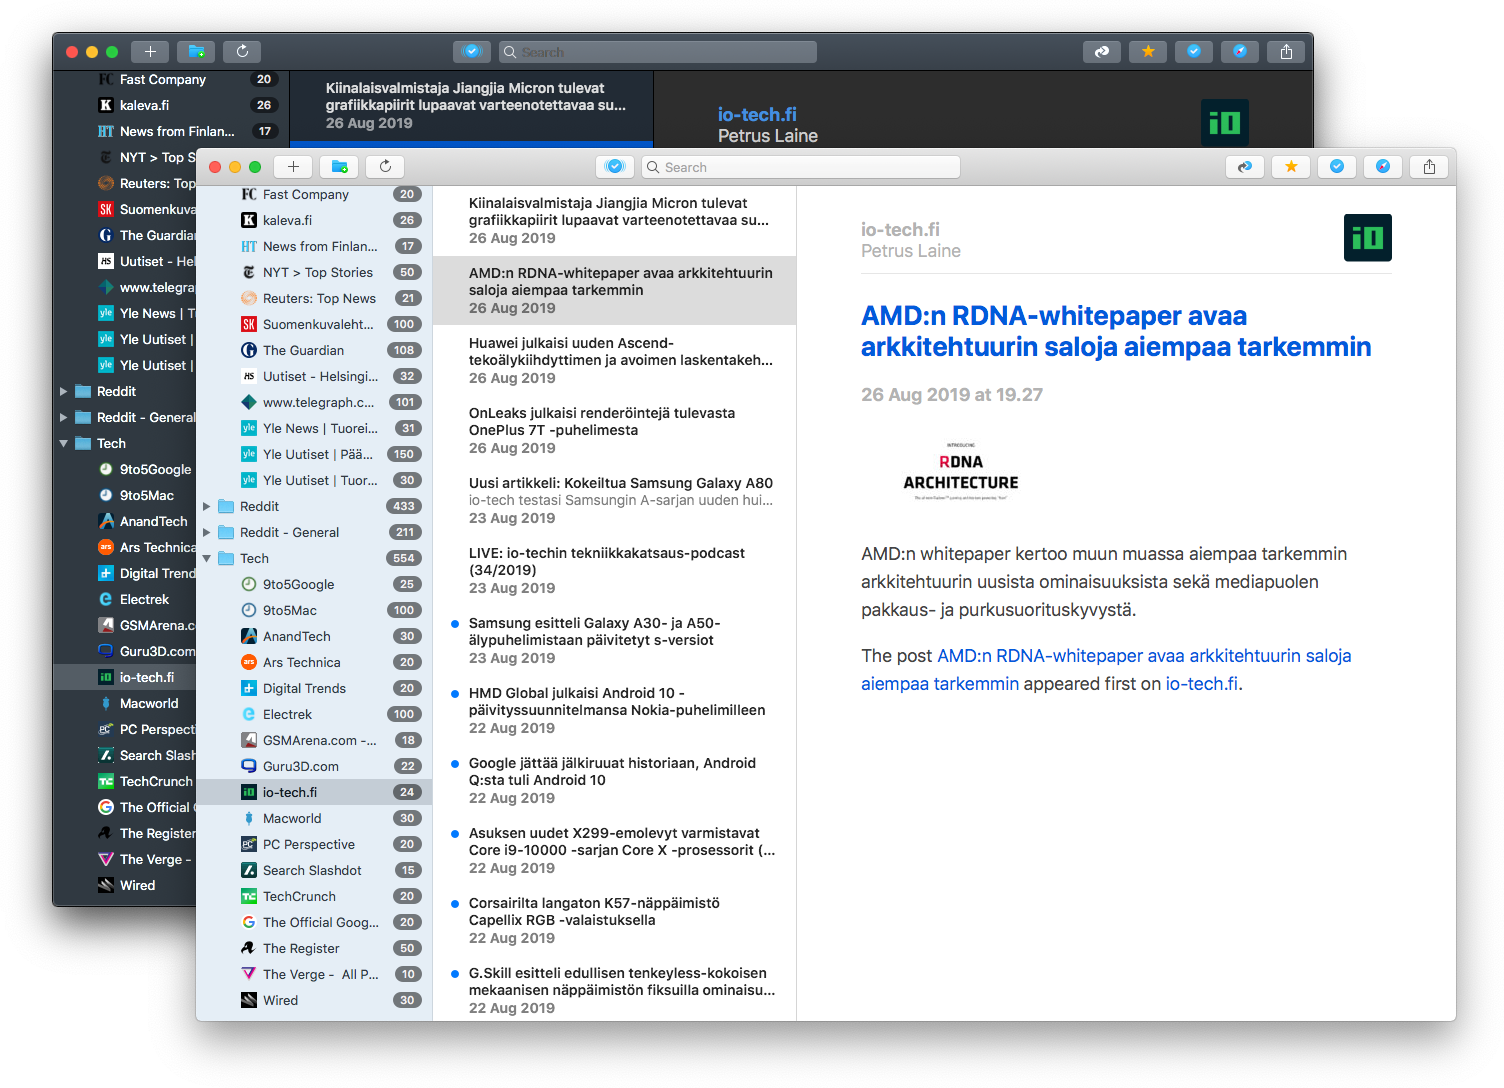 Search
Fast Company 20
kaleva.fi 26
News from Finlan... 17
NYT > Top S
Reuters: Top
Suomenkuva
The Guardian
Uutiset - Hel
www.telegra
Yle News | T
Yle Uutiset |
Yle Uutiset |
Reddit
Reddit - General
Tech
9to5Google
9to5Mac
AnandTech
Ars Technica
Digital Trend
Electrek
GSMArena.c
Guru3D.com
io-tech.fi
Macworld
PC Perspecti
Search Slash
TechCrunch
The Official G
The Register
The Verge -
Wired
Kiinalaisvalmistaja Jiangjia Micron tulevat
grafiikkapiirit lupaavat varteenotettavaa su...
26 Aug 2019
io-tech.fi
Petrus Laine
iO
Search
Fast Company 20
kaleva.fi 26
News from Finlan... 17
NYT > Top Stories 50
Reuters: Top News 21
Suomenkuvaleht... 100
The Guardian 108
Uutiset - Helsingi... 32
www.telegraph.c... 101
Yle News | Tuorei... 31
Yle Uutiset | Pää... 150
Yle Uutiset | Tuor... 30
Reddit 433
Reddit - General 211
Tech 554
9to5Google 25
9to5Mac 100
AnandTech 30
Ars Technica 20
Digital Trends 20
Electrek 100
GSMArena.com -... 18
Guru3D.com 22
io-tech.fi 24
Macworld 30
PC Perspective 20
Search Slashdot 15
TechCrunch 20
The Official Goog... 20
The Register 50
The Verge - All P... 10
Wired 30
Kiinalaisvalmistaja Jiangjia Micron tulevat
grafiikkapiirit lupaavat varteenotettavaa su...
26 Aug 2019
AMD:n RDNA-whitepaper avaa arkkitehtuurin
saloja aiempaa tarkemmin
26 Aug 2019
Huawei julkaisi uuden Ascend-
tekoälykiihdyttimen ja avoimen laskentakeh...
26 Aug 2019
OnLeaks julkaisi renderöintejä tulevasta
OnePlus 7T -puhelimesta
26 Aug 2019
Uusi artikkeli: Kokeiltua Samsung Galaxy A80
io-tech testasi Samsungin A-sarjan uuden hui...
23 Aug 2019
LIVE: io-techin tekniikkakatsaus-podcast
(34/2019)
23 Aug 2019
Samsung esitteli Galaxy A30- ja A50-
älypuhelimistaan päivitetyt s-versiot
23 Aug 2019
HMD Global julkaisi Android 10 -
päivityssuunnitelmansa Nokia-puhelimilleen
22 Aug 2019
Google jättää jälkiruuat historiaan, Android
Q:sta tuli Android 10
22 Aug 2019
Asuksen uudet X299-emolevyt varmistavat
Core i9-10000 -sarjan Core X -prosessorit (...
22 Aug 2019
Corsairilta langaton K57-näppäimistö
Capellix RGB -valaistuksella
22 Aug 2019
G.Skill esitteli edullisen tenkeyless-kokoisen
mekaanisen näppäimistön fiksuilla ominaisu...
22 Aug 2019
io-tech.fi
Petrus Laine
iO
AMD:n RDNA-whitepaper avaa
arkkitehtuurin saloja aiempaa tarkemmin
26 Aug 2019 at 19.27
INTRODUCING
RDNA
ARCHITECTURE
AMD:n whitepaper kertoo muun muassa aiempaa tarkemmin
arkkitehtuurin uusista ominaisuuksista sekä mediapuolen
pakkaus- ja purkusuorituskyvystä.
The post AMD:n RDNA-whitepaper avaa arkkitehtuurin saloja
aiempaa tarkemmin appeared first on io-tech.fi.